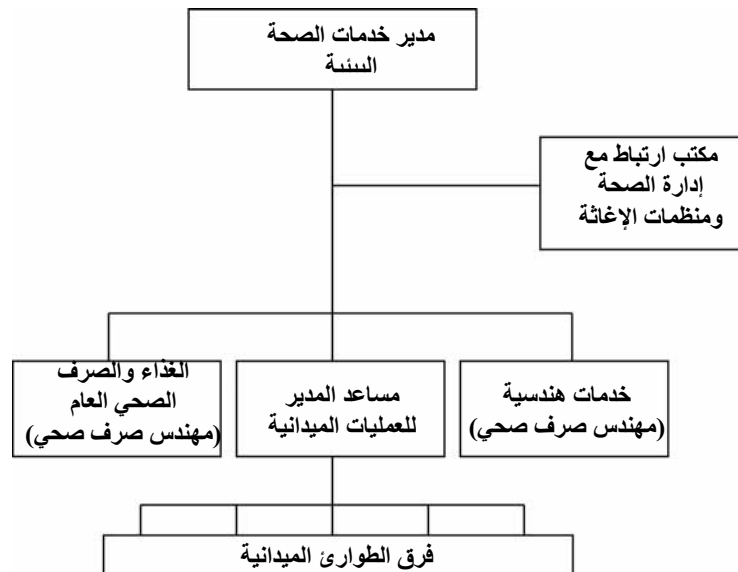 مدير خدمات الصحة
البيئية
مكتب ارتباط مع
إدارة الصحة
ومنظمات الإغاثة
خدمات هندسية
(مهندس صرف صحي)
مساعد المدير
للعمليات الميدانية
الغذاء والصرف
الصحي العام
(مهندس صرف صحي)
فرق الطوارئ الميدانية